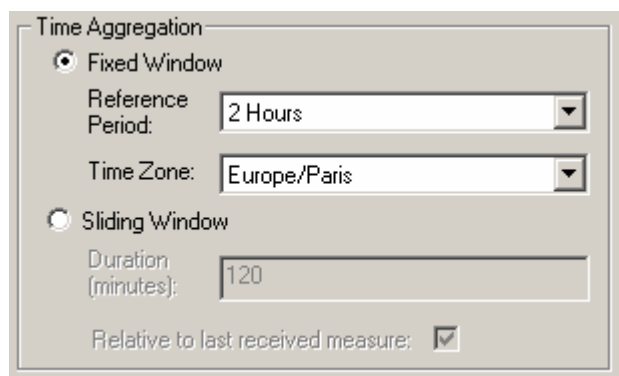 Time Aggregation
Fixed Window
Reference
Period:
2 Hours
Time Zone:
Europe/Paris
Sliding Window
Duration
(minutes):
120
Relative to last received measure: